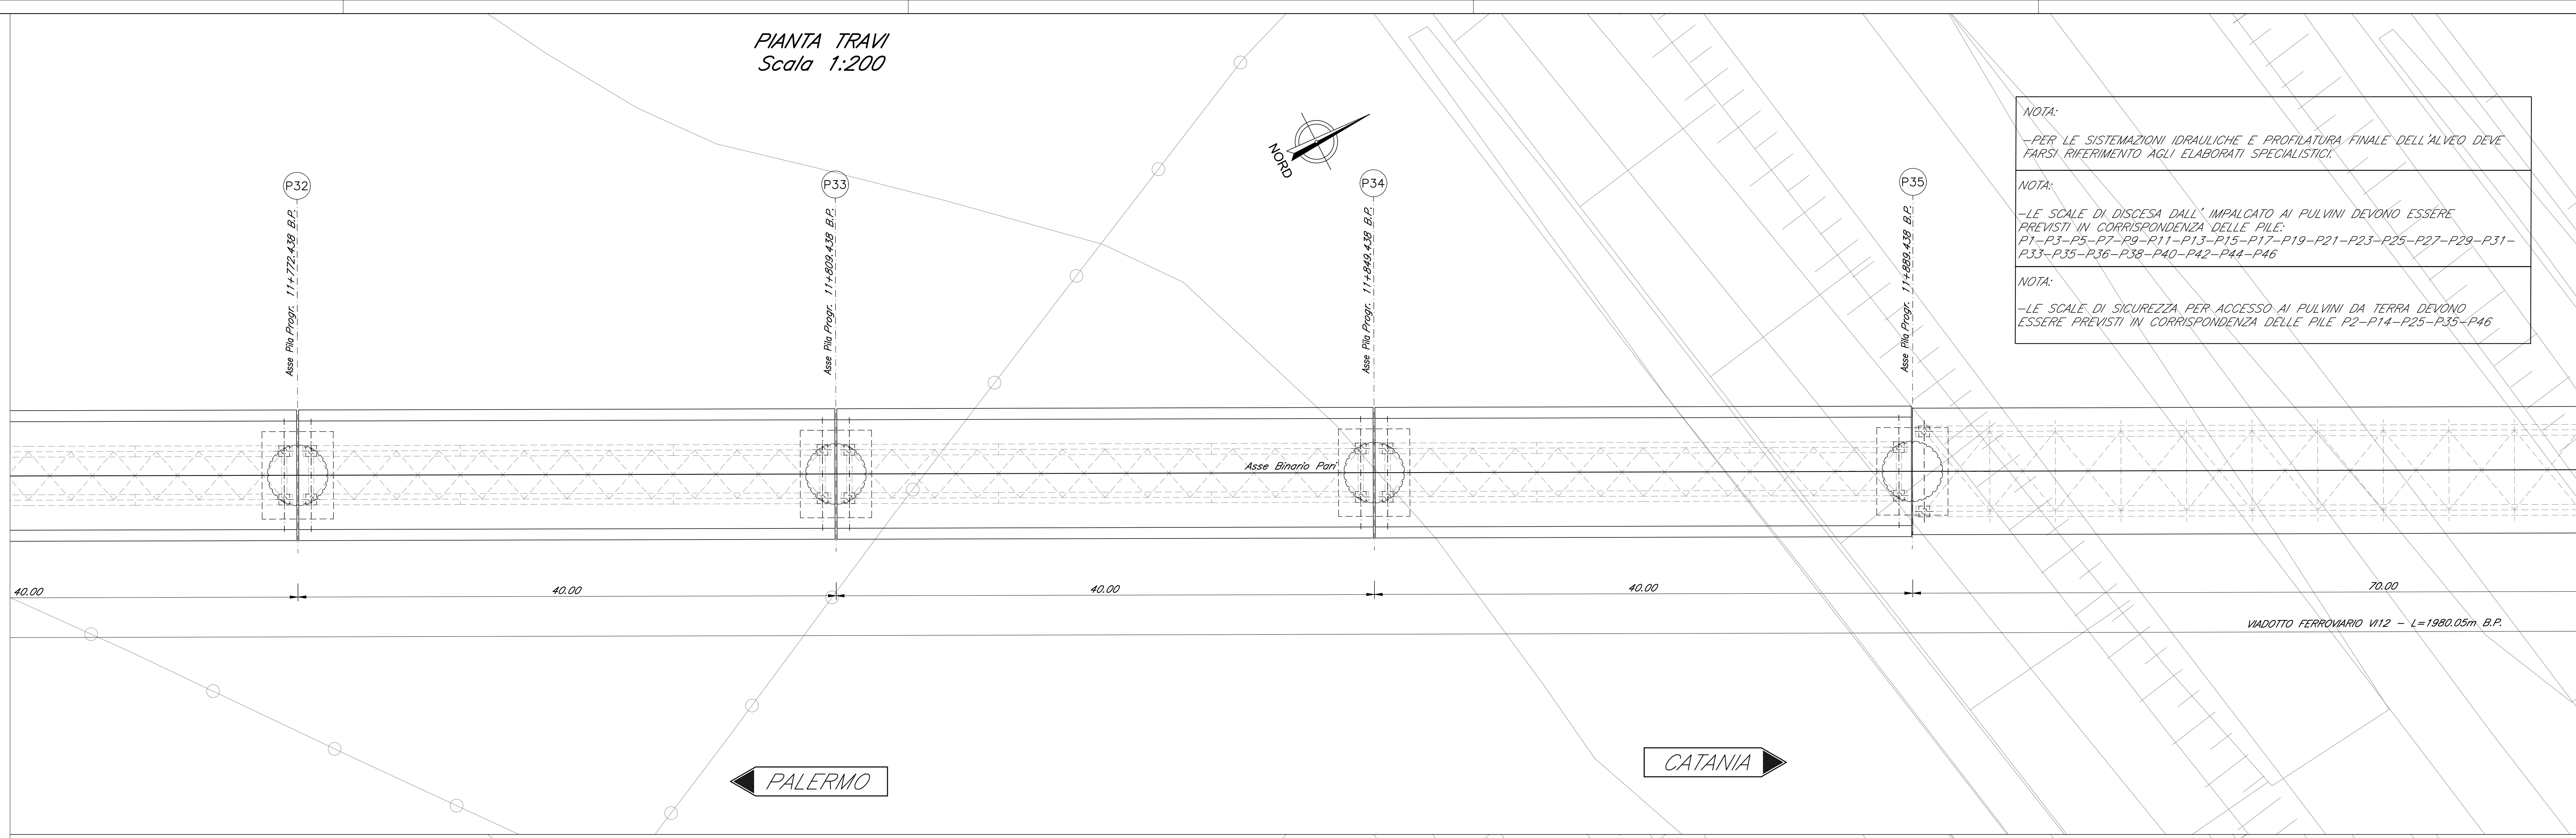 PIANTA TRAVI
Scala 1:200
NORD
P32
P33
P34
P35
Asse Pila Progr. 11+772.438 B.P.
Asse Pila Progr. 11+809.438 B.P.
Asse Pila Progr. 11+849.438 B.P.
Asse Pila Progr. 11+889.438 B.P.
NOTA:
-PER LE SISTEMAZIONI IDRAULICHE E PROFILATURA FINALE DELL'ALVEO DEVE
FARSI RIFERIMENTO AGLI ELABORATI SPECIALISTICI.
NOTA:
-LE SCALE DI DISCESA DALL' IMPALCATO AI PULVINI DEVONO ESSERE
PREVISTI IN CORRISPONDENZA DELLE PILE:
P1-P3-P5-P7-P9-P11-P13-P15-P17-P19-P21-P23-P25-P27-P29-P31-
P33-P35-P36-P38-P40-P42-P44-P46
NOTA:
-LE SCALE DI SICUREZZA PER ACCESSO AI PULVINI DA TERRA DEVONO
ESSERE PREVISTI IN CORRISPONDENZA DELLE PILE P2-P14-P25-P35-P46
Asse Binario Pari
40.00
40.00
40.00
40.00
70.00
VIADOTTO FERROVIARIO VI12 - L=1980.05m B.P.
PALERMO
CATANIA